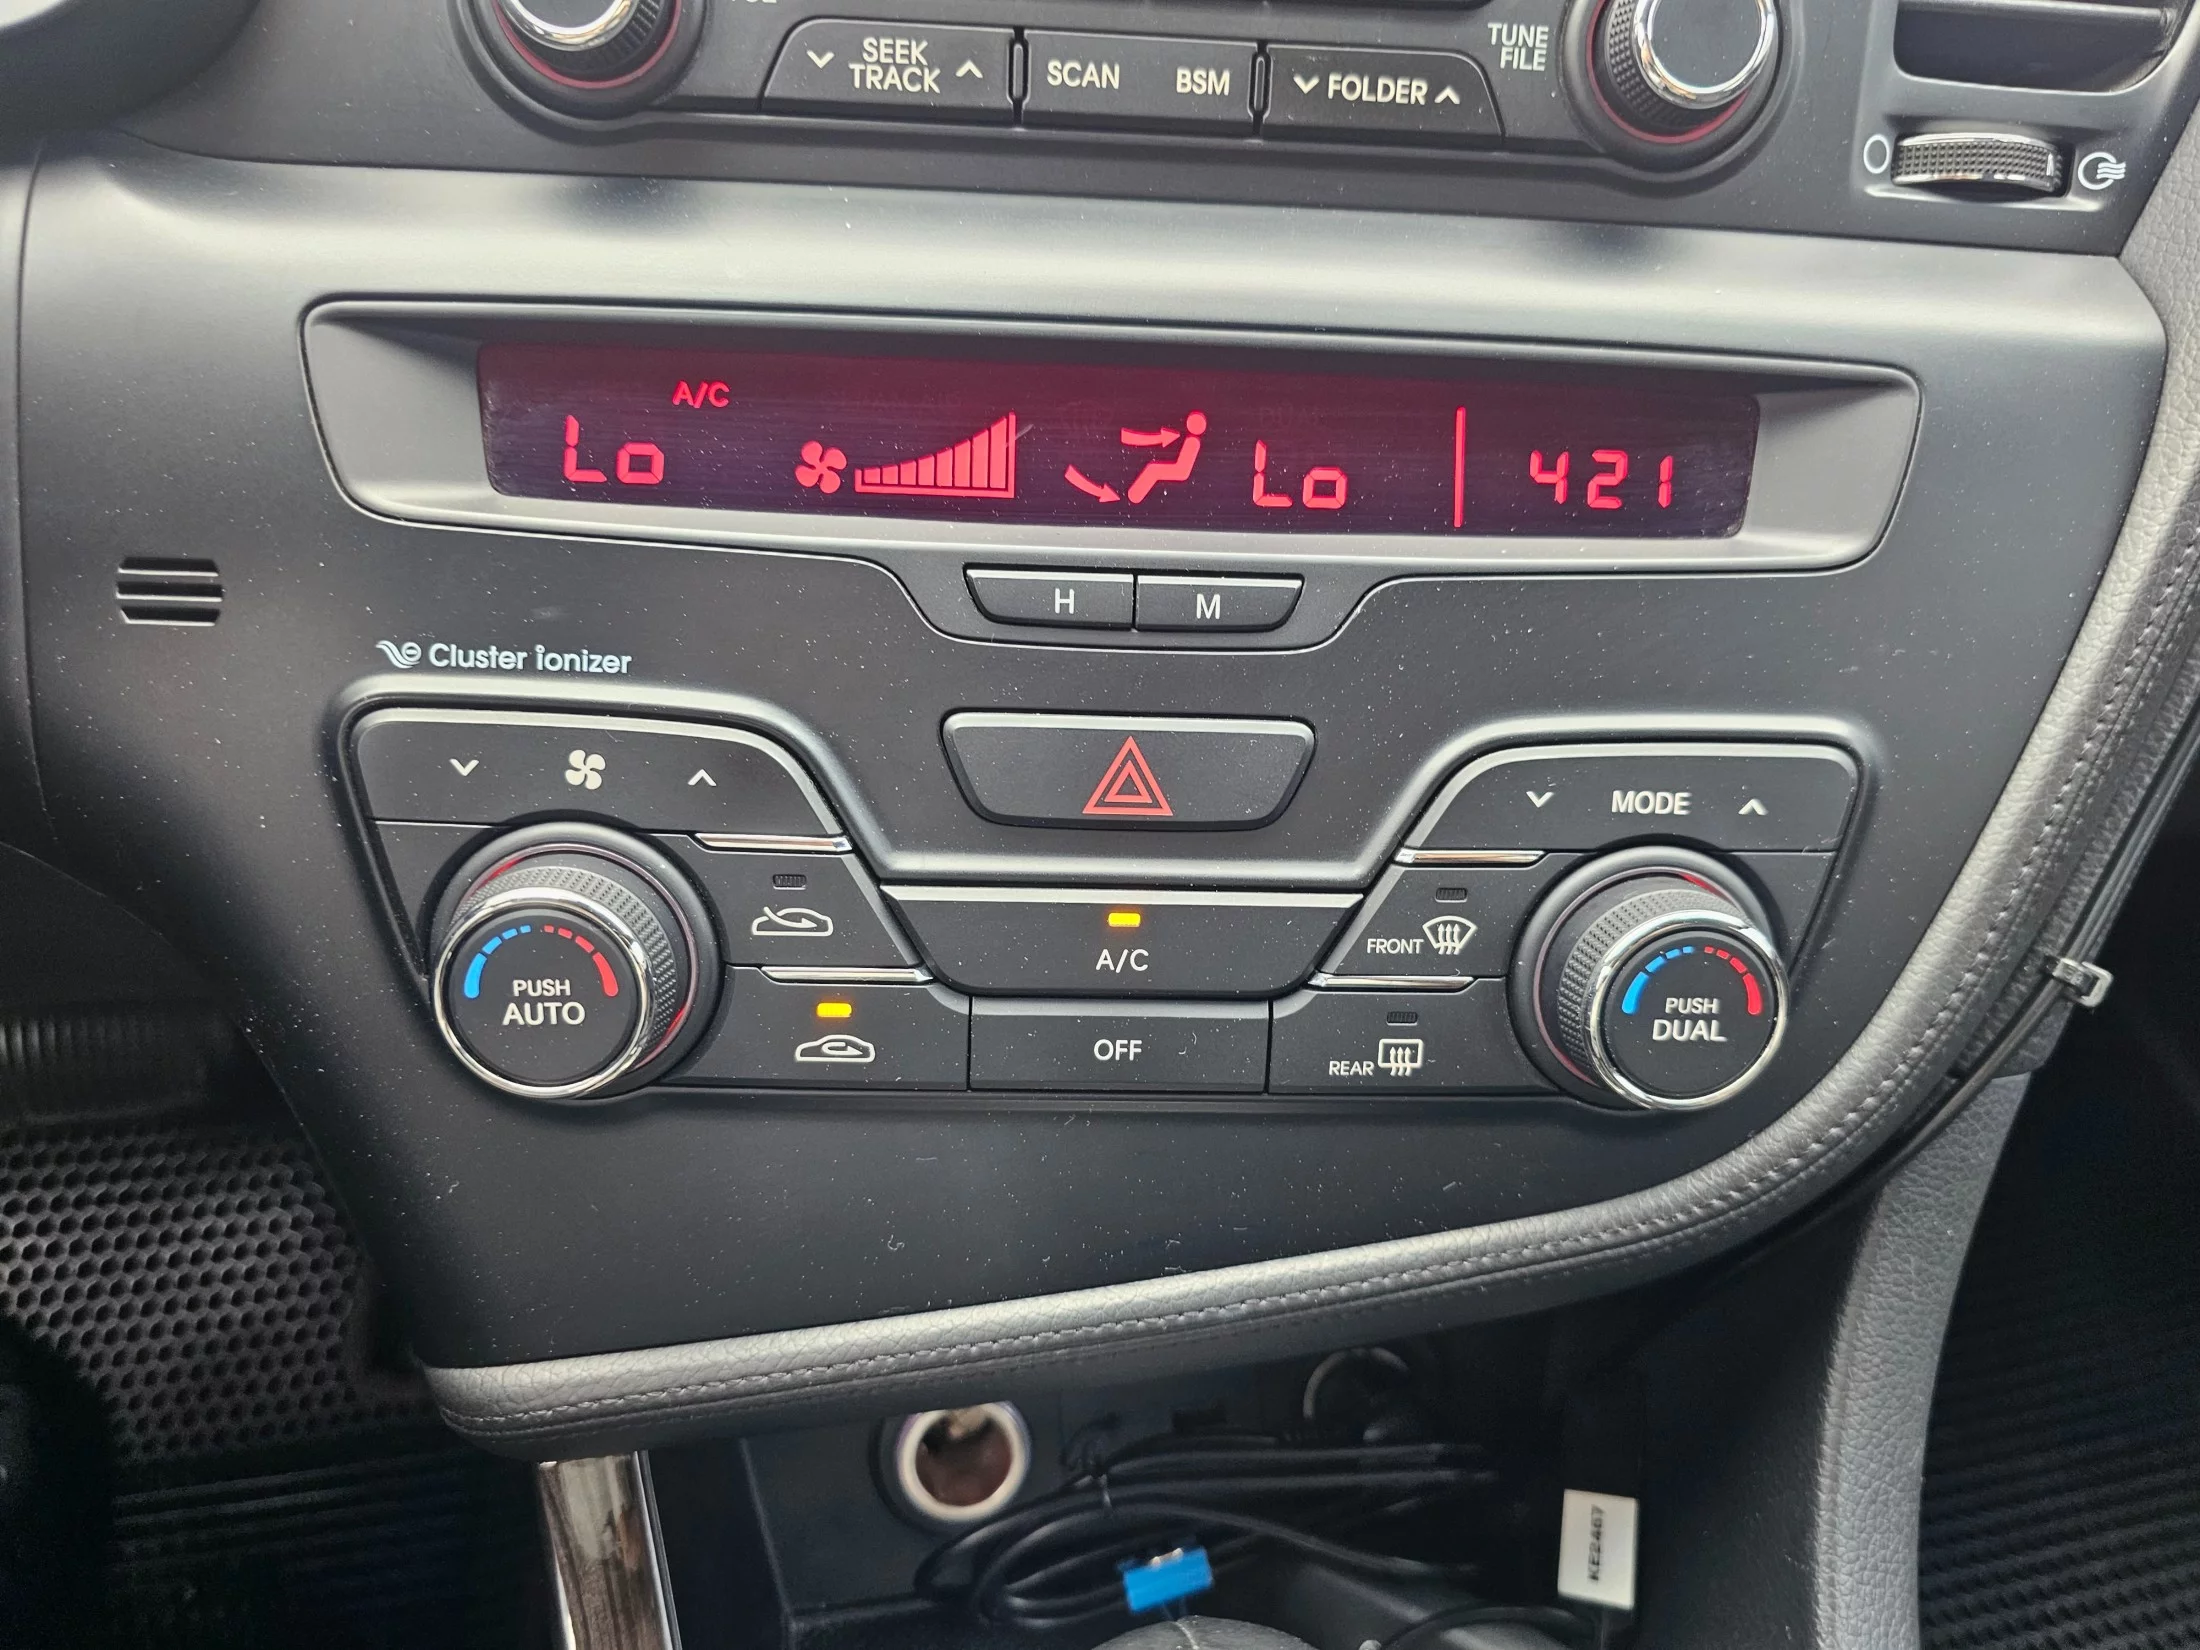 SEEK
TRACK
SCAN
BSM
FOLDER
TUNE
FILE
A/C
Lo
Lo
421
H
M
Cluster ionizer
MODE
FRONT
A/C
PUSH
AUTO
PUSH
DUAL
OFF
REAR
KE2467